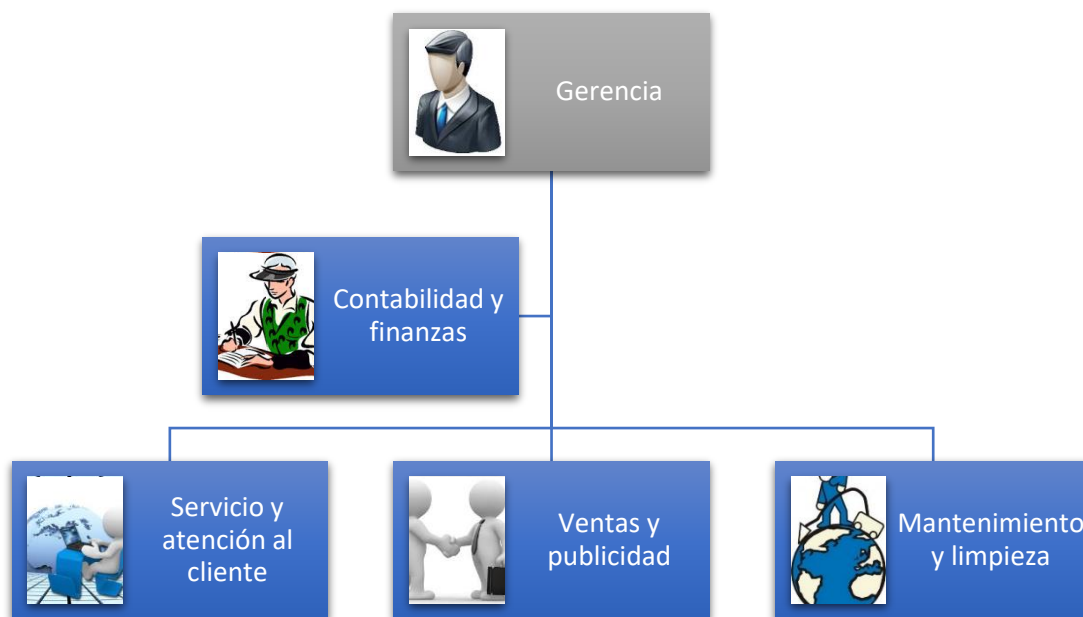 Gerencia
Contabilidad y
finanzas
Servicio y
atención al
cliente
Ventas y
publicidad
Mantenimiento
y limpieza